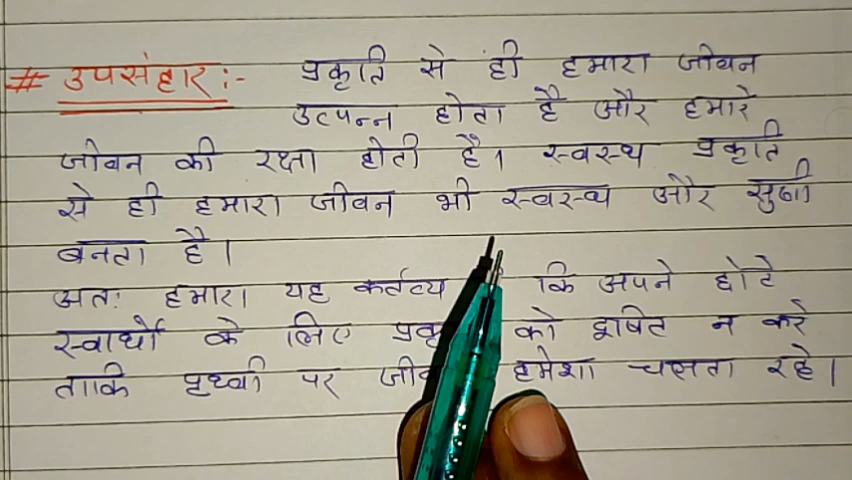 # उपसंहार :- प्रकृति से ही हमारा जीवन
उत्पन्न होता है और हमारे
जीवन की रक्षा होती है। स्वस्थ प्रकृति
से ही हमारा जीवन भी स्वस्थ और सुखी
बनता है।
अतः हमारा यह कर्तव्य कि अपने छोटे
स्वार्थो के लिए को दूषित न करे
ताकि पृथ्वी पर हमेशा चलता रहे।